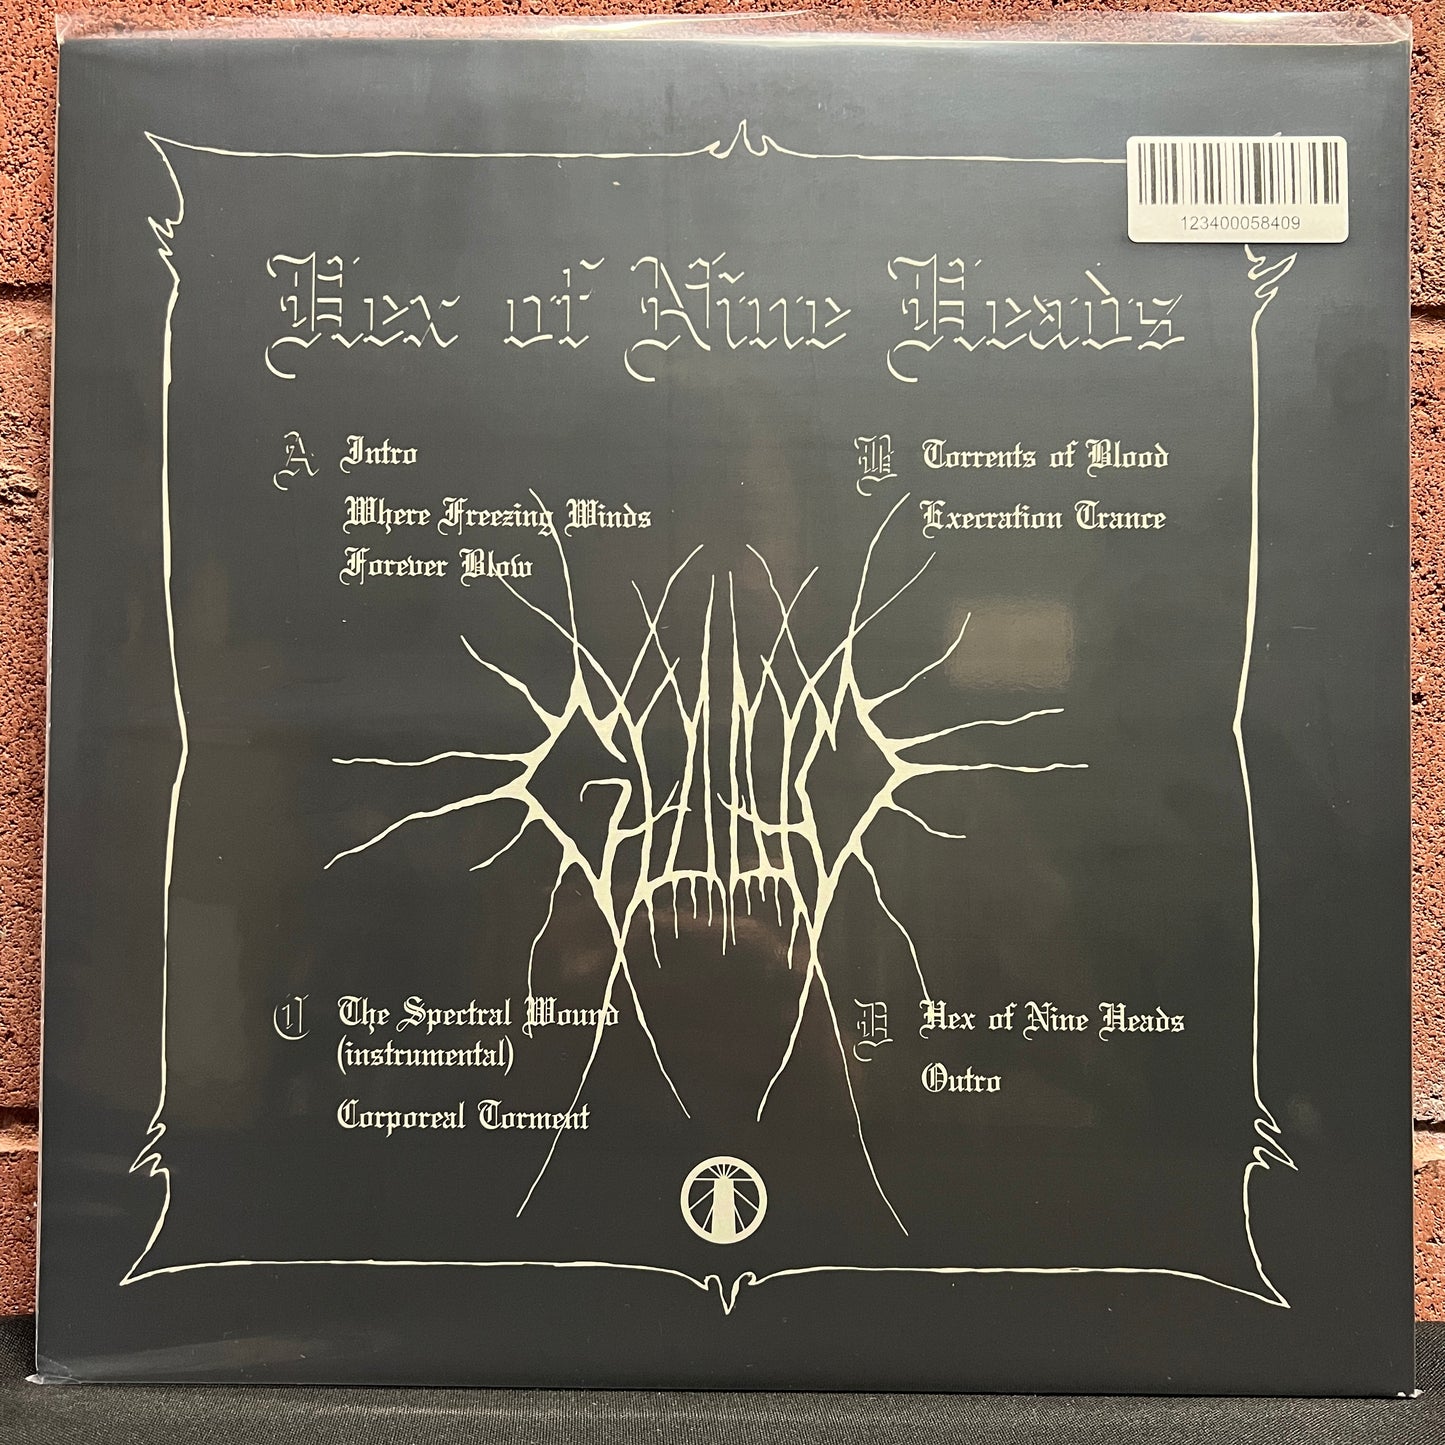 123400058409
Hex of Nine Heads
A Intro
Where Freezing Winds
Forever Blow
B Torrents of Blood
Execration Trance
C The Spectral Wound
(instrumental)
Corporeal Torment
D Hex of Nine Heads
Outro